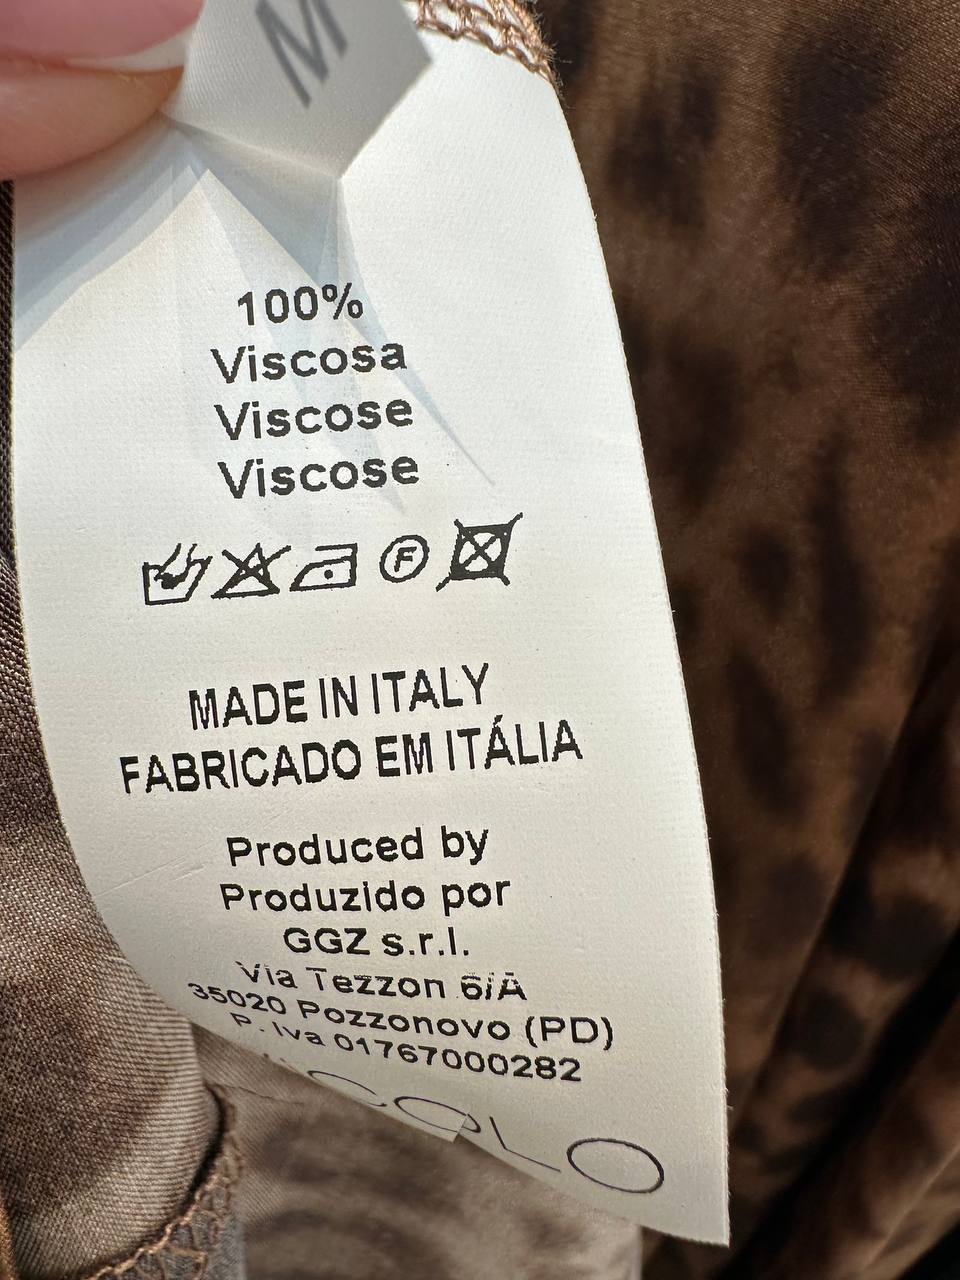 M
100%
Viscosa
Viscose
Viscose
F
MADE IN ITALY
FABRICADO EM ITÁLIA
Produced by
Produzido por
GGZ s.r.l.
Via Tezzon 6/A
35020 Pozzonovo (PD)
P. Iva 01767000282